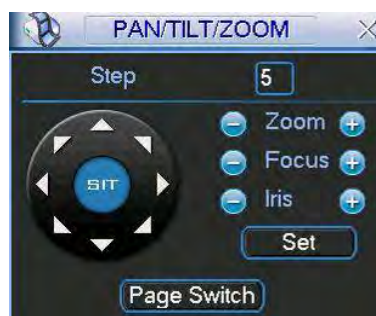 PAN/TILT/ZOOM
Step 5
SIT
Zoom
Focus
Iris
Set
Page Switch